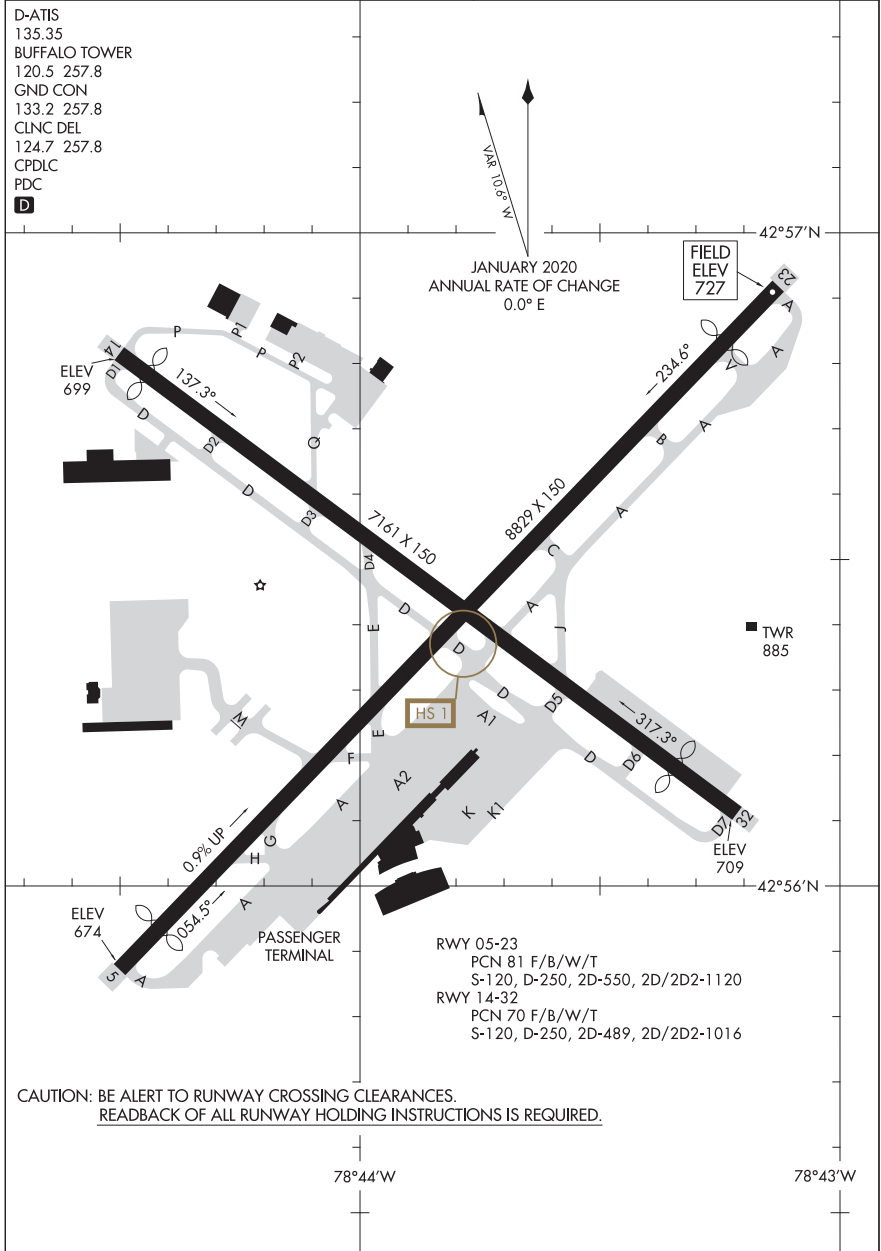 D-ATIS
135.35
BUFFALO TOWER
120.5 257.8
GND CON
133.2 257.8
CLNC DEL
124.7 257.8
CPDLC
PDC
D
VAR 10.6° W
JANUARY 2020
ANNUAL RATE OF CHANGE
0.0° E
42°57'N
FIELD
ELEV
727
23
A
A
V
234.6°
A
B
A
8829 X 150
C
A
J
P
P1
P
P2
14
D1
ELEV
699
137.3°
D
D2
Q
D
D3
7161 X 150
D4
D
E
D
D
HS 1
A1
D5
317.3°
TWR
885
D
D6
D7
32
ELEV
709
M
E
F
A2
A
K
K1
0.9% UP
G
H
054.5°
A
ELEV
674
5
A
42°56'N
PASSENGER
TERMINAL
RWY 05-23
PCN 81 F/B/W/T
S-120, D-250, 2D-550, 2D/2D2-1120
RWY 14-32
PCN 70 F/B/W/T
S-120, D-250, 2D-489, 2D/2D2-1016
CAUTION: BE ALERT TO RUNWAY CROSSING CLEARANCES.
READBACK OF ALL RUNWAY HOLDING INSTRUCTIONS IS REQUIRED.
78°44'W
78°43'W